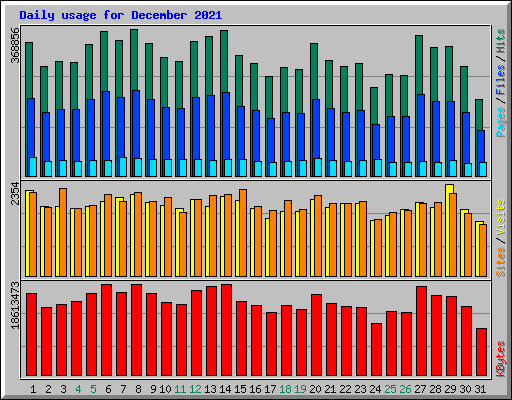 Daily usage for December 2021
368856
Pages / Files / Hits
2354
Sites / Visits
18613473
KBytes
1 2 3 4 5 6 7 8 9 10 11 12 13 14 15 16 17 18 19 20 21 22 23 24 25 26 27 28 29 30 31